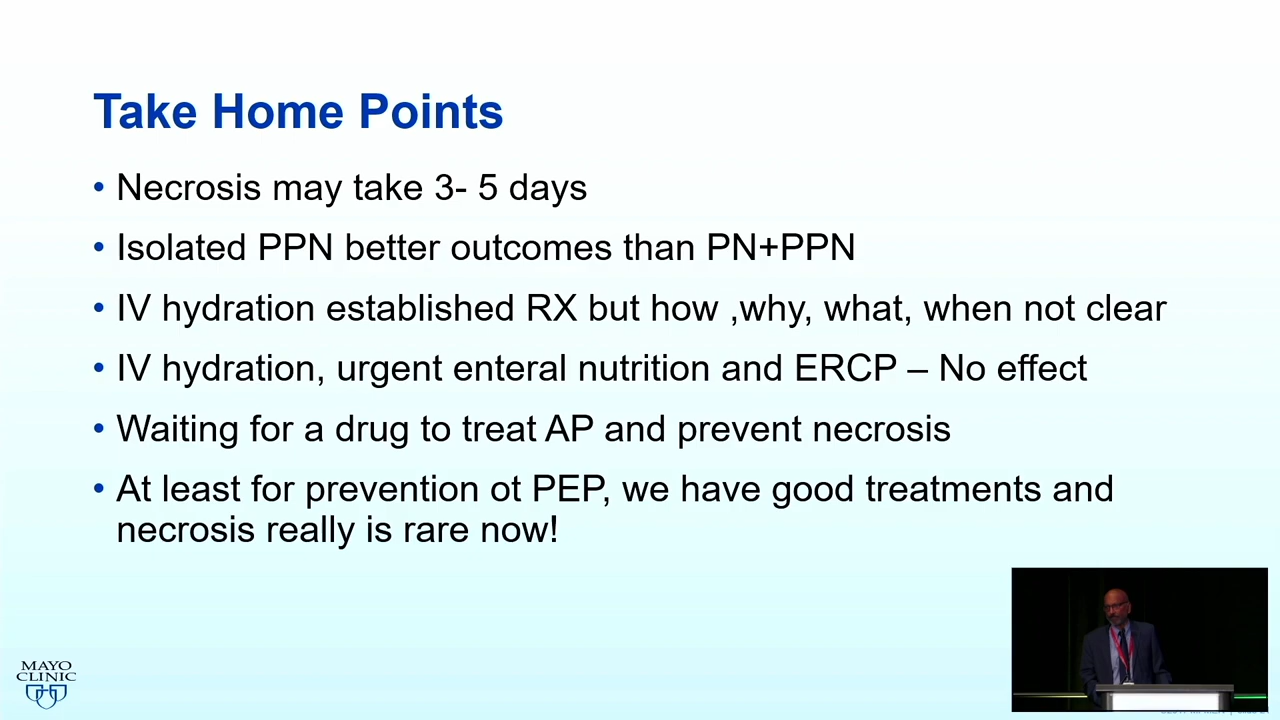 Take Home Points
• Necrosis may take 3- 5 days
• Isolated PPN better outcomes than PN+PPN
• IV hydration established RX but how ,why, what, when not clear
• IV hydration, urgent enteral nutrition and ERCP – No effect
• Waiting for a drug to treat AP and prevent necrosis
• At least for prevention ot PEP, we have good treatments and
necrosis really is rare now!
MAYO
CLINIC